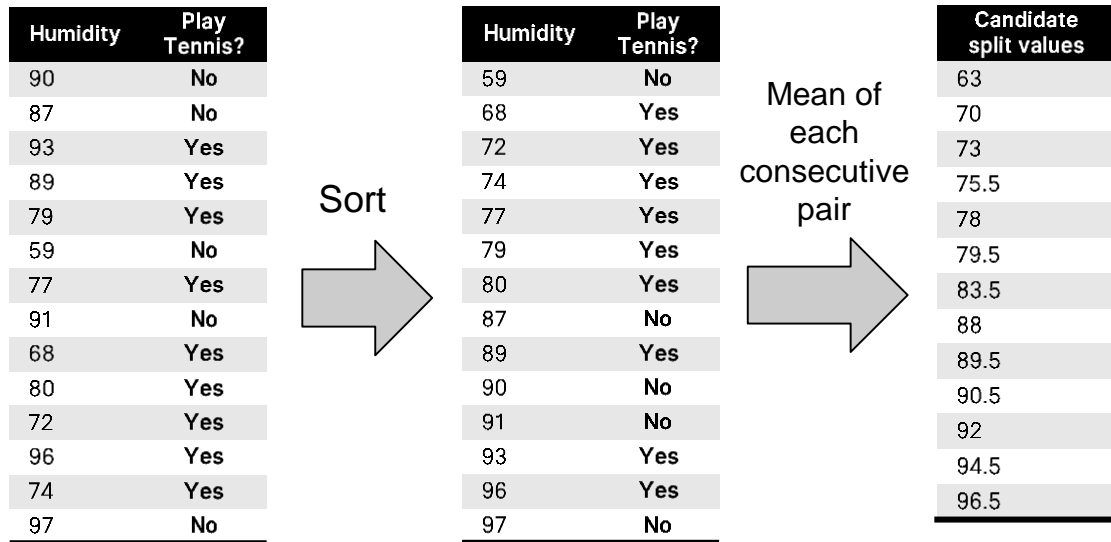 Humidity Play Tennis?
90 No
87 No
93 Yes
89 Yes
79 Yes
59 No
77 Yes
91 No
68 Yes
80 Yes
72 Yes
96 Yes
74 Yes
97 No
Sort
Humidity Play Tennis?
59 No
68 Yes
72 Yes
74 Yes
77 Yes
79 Yes
80 Yes
87 No
89 Yes
90 No
91 No
93 Yes
96 Yes
97 No
Mean of
each
consecutive
pair
Candidate
split values
63
70
73
75.5
78
79.5
83.5
88
89.5
90.5
92
94.5
96.5